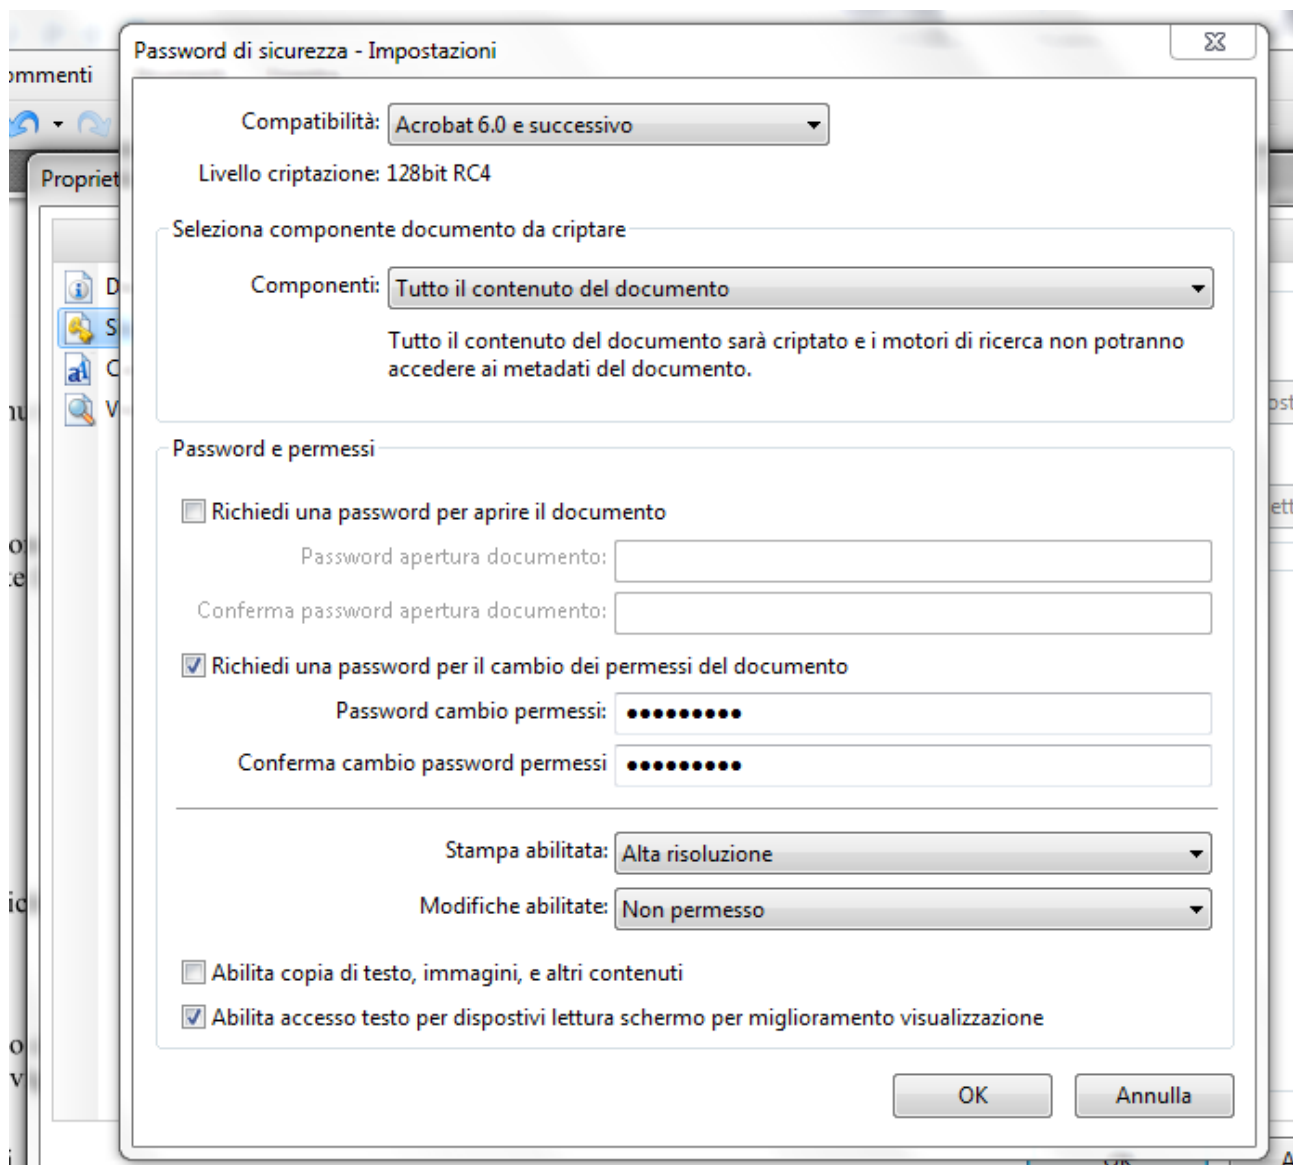 Password di sicurezza - Impostazioni
ommenti
Compatibilità: Acrobat 6.0 e successivo
Livello criptazione: 128bit RC4
Propriet
Seleziona componente documento da criptare
Componenti: Tutto il contenuto del documento
D
S
Tutto il contenuto del documento sarà criptato e i motori di ricerca non potranno
accedere ai metadati del documento.
C
V
Password e permessi
Richiedi una password per aprire il documento
Password apertura documento:
Conferma password apertura documento:
Richiedi una password per il cambio dei permessi del documento
Password cambio permessi: •••••••••
Conferma cambio password permessi •••••••••
Stampa abilitata: Alta risoluzione
Modifiche abilitate: Non permesso
Abilita copia di testo, immagini, e altri contenuti
Abilita accesso testo per dispostivi lettura schermo per miglioramento visualizzazione
OK Annulla